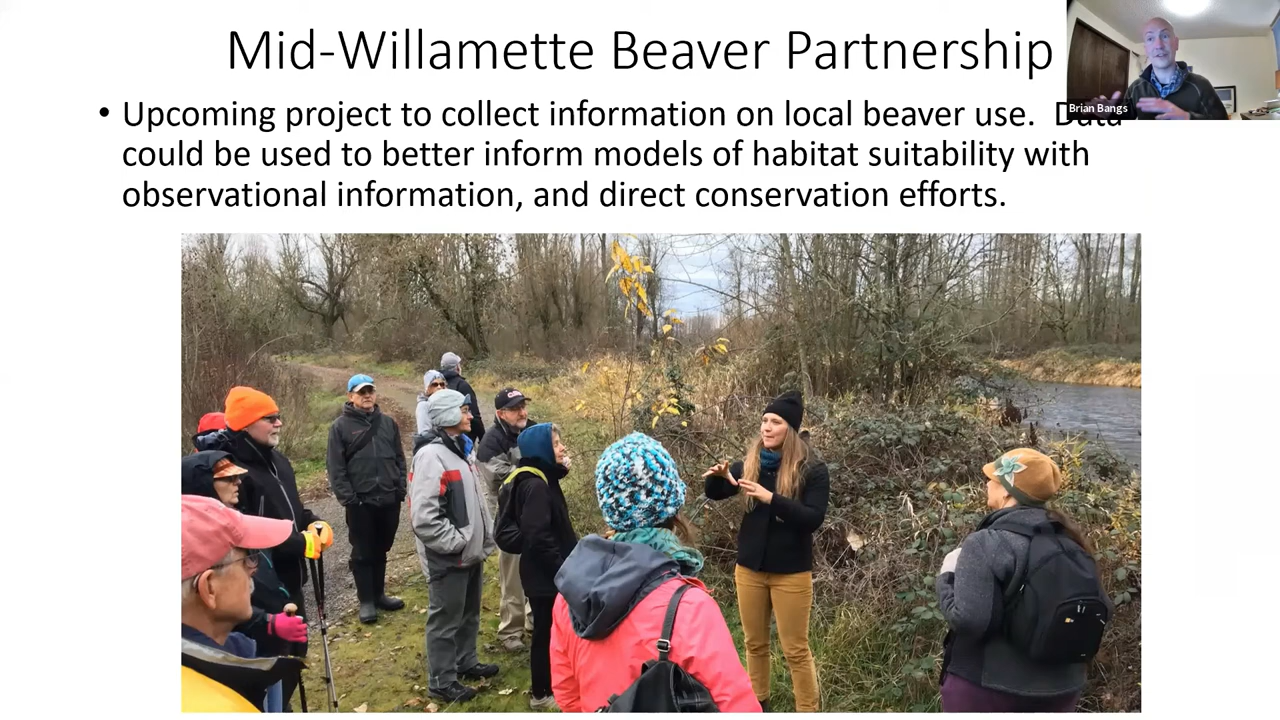 Mid-Willamette Beaver Partnership
Brian Bangs
• Upcoming project to collect information on local beaver use. Data
could be used to better inform models of habitat suitability with
observational information, and direct conservation efforts.